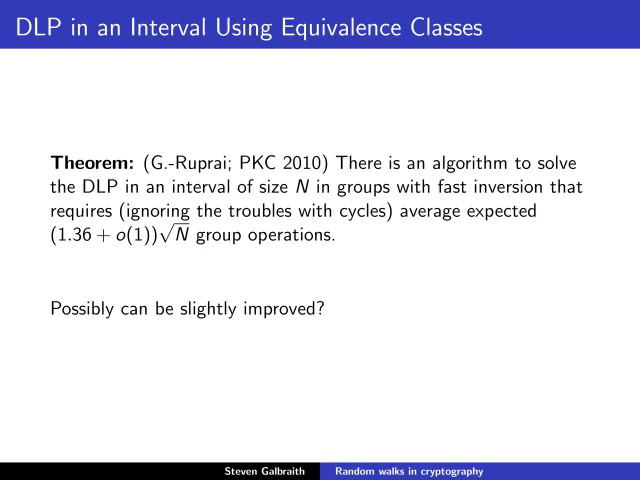 DLP in an Interval Using Equivalence Classes
Theorem: (G.-Ruprai; PKC 2010) There is an algorithm to solve
the DLP in an interval of size N in groups with fast inversion that
requires (ignoring the troubles with cycles) average expected
(1.36 + o(1))√N group operations.
Possibly can be slightly improved?
Steven Galbraith Random walks in cryptography